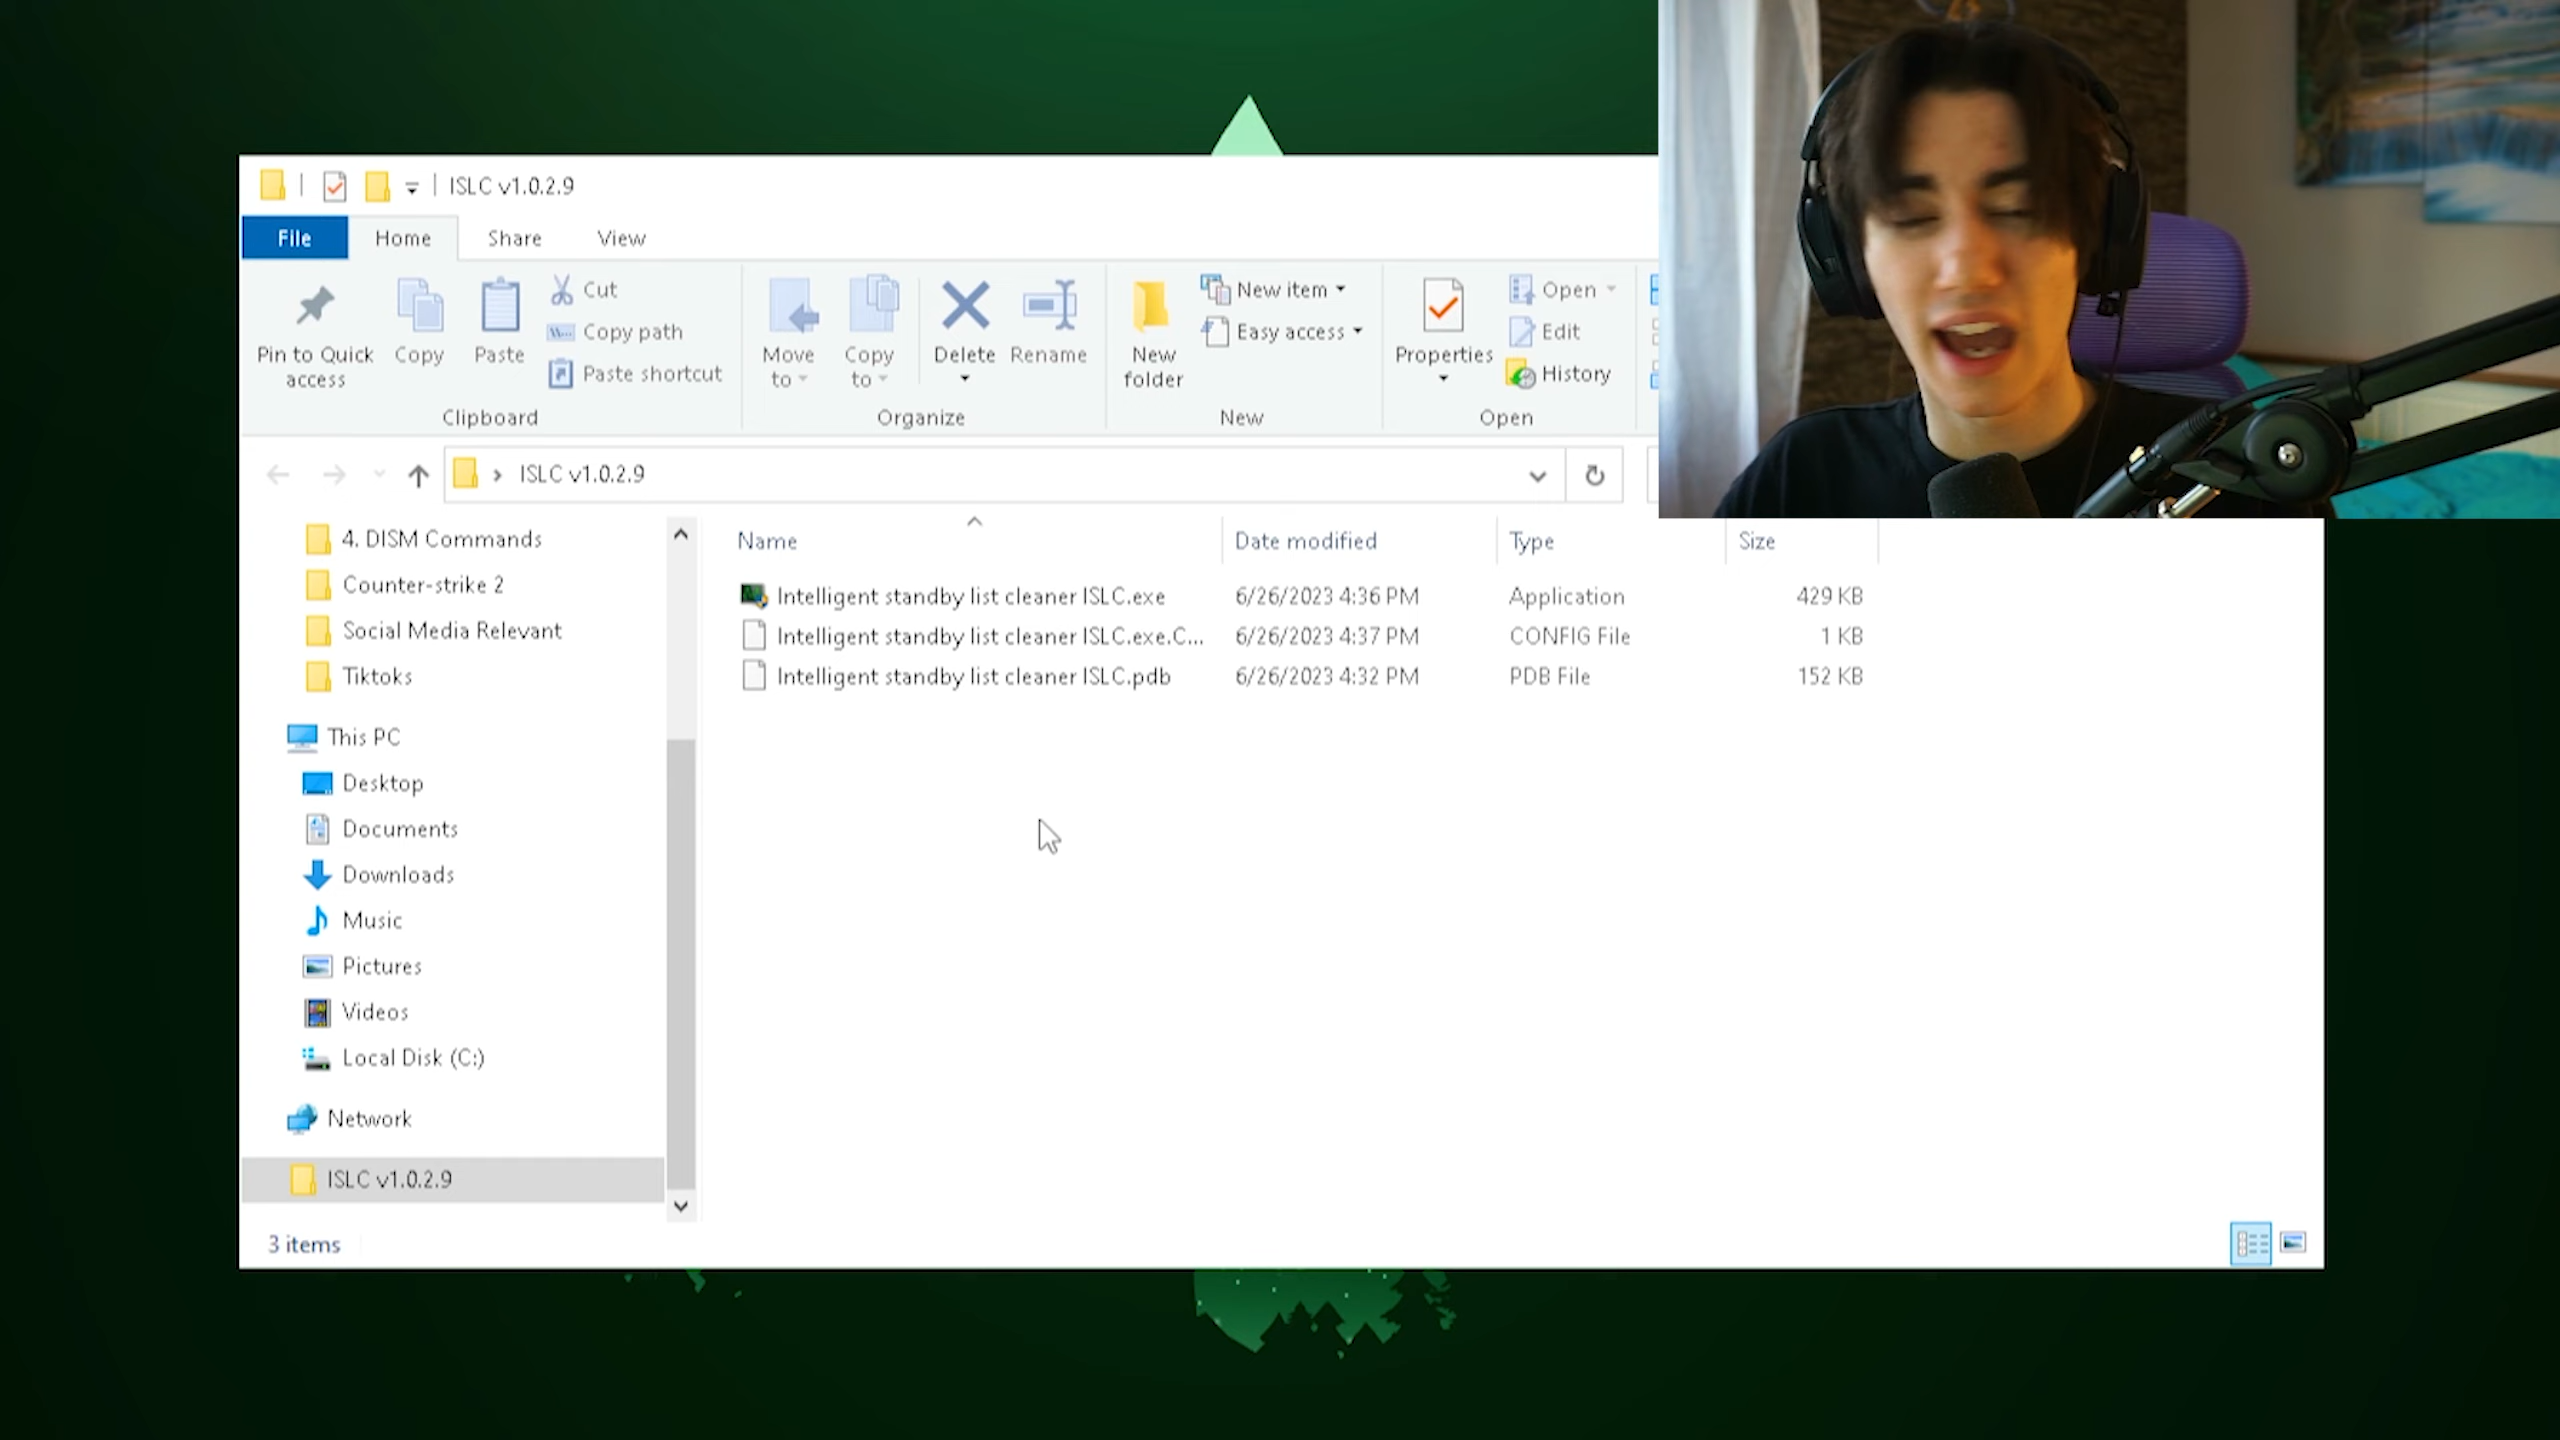 ISLC v1.0.2.9
File Home Share View
Pin to Quick access
Copy
Paste
Cut
Copy path
Paste shortcut
Clipboard
Move to
Copy to
Delete
Rename
Organize
New folder
New item
Easy access
New
Properties
Open
Edit
History
Open
ISLC v1.0.2.9
4. DISM Commands
Counter-strike 2
Social Media Relevant
Tiktoks
This PC
Desktop
Documents
Downloads
Music
Pictures
Videos
Local Disk (C:)
Network
ISLC v1.0.2.9
Name Date modified Type Size
Intelligent standby list cleaner ISLC.exe 6/26/2023 4:36 PM Application 429 KB
Intelligent standby list cleaner ISLC.exe.C... 6/26/2023 4:37 PM CONFIG File 1 KB
Intelligent standby list cleaner ISLC.pdb 6/26/2023 4:32 PM PDB File 152 KB
3 items